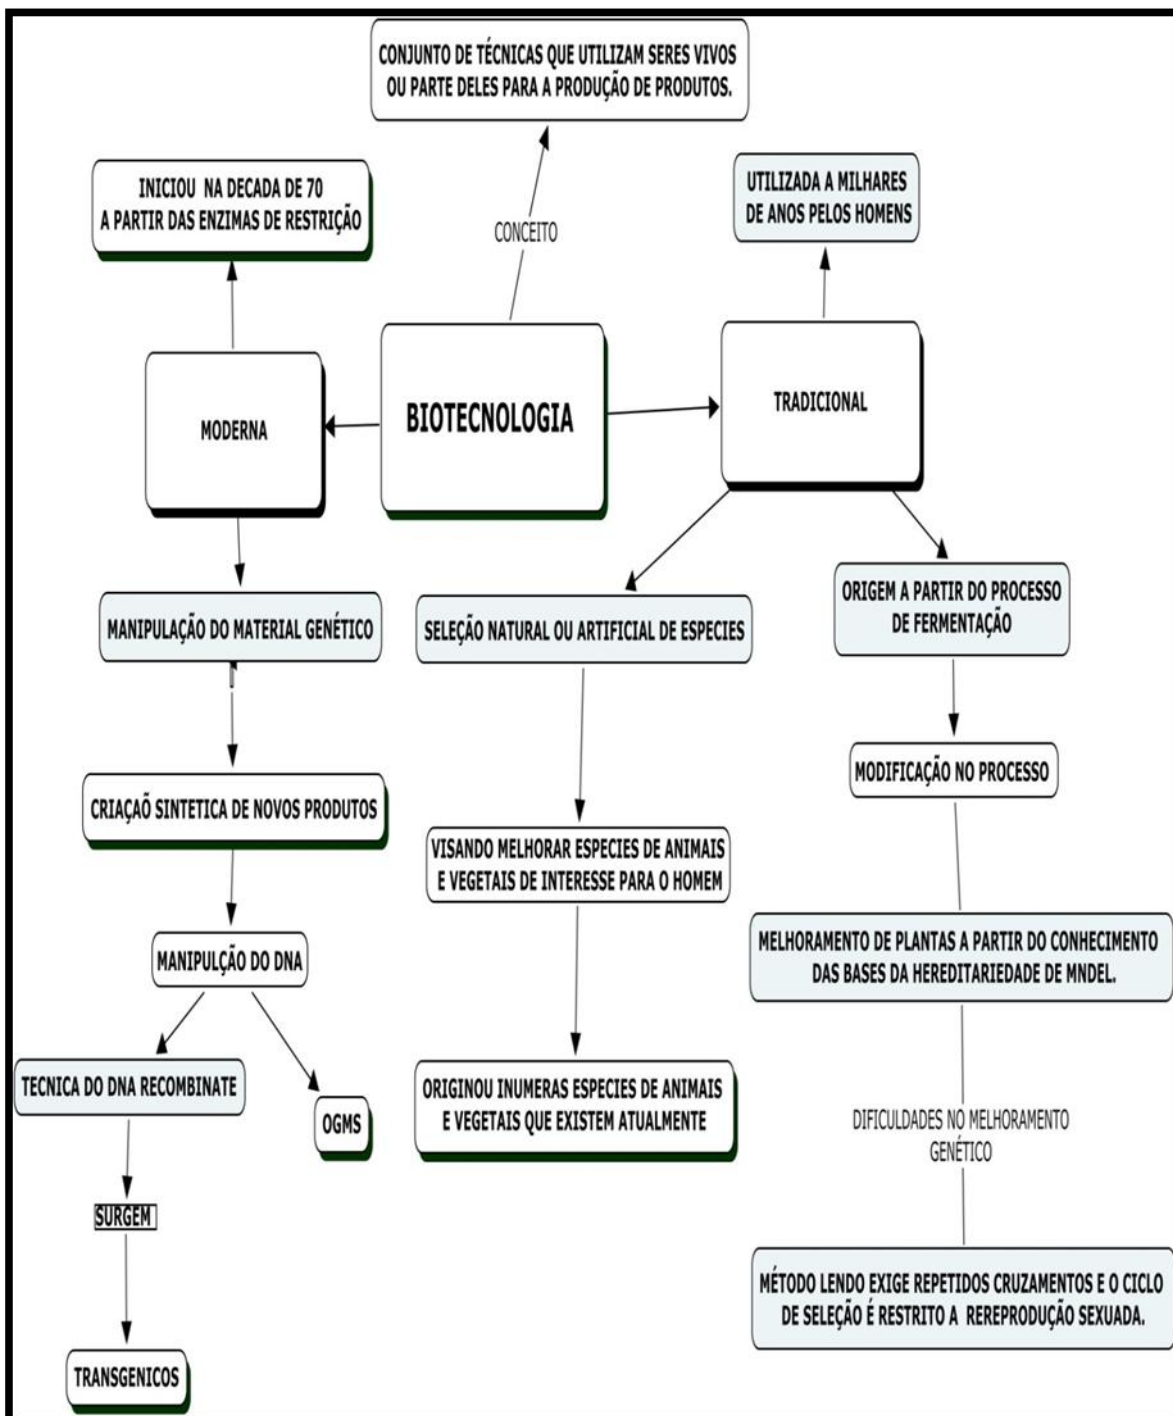 CONJUNTO DE TÉCNICAS QUE UTILIZAM SERES VIVOS
OU PARTE DELES PARA A PRODUÇÃO DE PRODUTOS.
INICIOU NA DECADA DE 70
A PARTIR DAS ENZIMAS DE RESTRIÇÃO
UTILIZADA A MILHARES
DE ANOS PELOS HOMENS
CONCEITO
MODERNA
BIOTECNOLOGIA
TRADICIONAL
MANIPULAÇÃO DO MATERIAL GENÉTICO
SELEÇÃO NATURAL OU ARTIFICIAL DE ESPECIES
ORIGEM A PARTIR DO PROCESSO
DE FERMENTAÇÃO
MODIFICAÇÃO NO PROCESSO
CRIAÇAÕ SINTETICA DE NOVOS PRODUTOS
VISANDO MELHORAR ESPECIES DE ANIMAIS
E VEGETAIS DE INTERESSE PARA O HOMEM
MANIPULÇÃO DO DNA
MELHORAMENTO DE PLANTAS A PARTIR DO CONHECIMENTO
DAS BASES DA HEREDITARIEDADE DE MNDEL.
TECNICA DO DNA RECOMBINATE
OGMS
ORIGINOU INUMERAS ESPECIES DE ANIMAIS
E VEGETAIS QUE EXISTEM ATUALMENTE
DIFICULDADES NO MELHORAMENTO
GENÉTICO
SURGEM
MÉTODO LENDO EXIGE REPETIDOS CRUZAMENTOS E O CICLO
DE SELEÇÃO É RESTRITO A REREPRODUÇÃO SEXUADA.
TRANSGENICOS